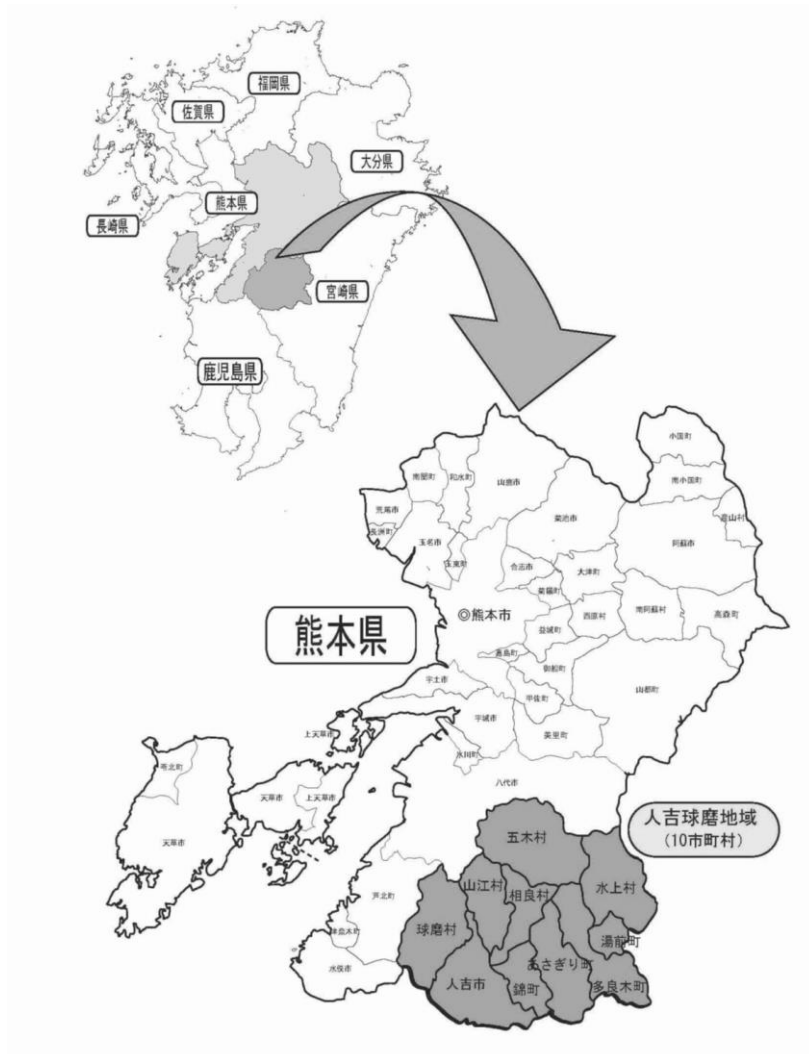 福岡県
佐賀県
大分県
熊本県
長崎県
宮崎県
鹿児島県
小国町
南関町
和水町
山鹿市
南小国町
荒尾市
菊池市
産山村
長洲町
玉名市
玉東町
阿蘇市
合志市
大津町
菊陽町
◎熊本市
西原村
南阿蘇村
高森町
熊本県
益城町
嘉島町
御船町
宇土市
甲佐町
山都町
宇城市
上天草市
美里町
氷川町
苓北町
八代市
天草市
上天草市
人吉球磨地域
(10市町村)
天草市
五木村
山江村
水上村
芦北町
相良村
球磨村
津奈木町
湯前町
水俣市
あさぎり町
人吉市
錦町
多良木町